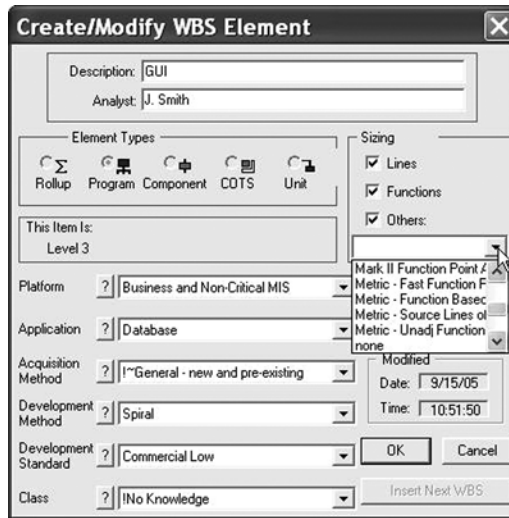 Create/Modify WBS Element
Description: GUI
Analyst: J. Smith
Element Types
Rollup Program Component COTS Unit
Sizing
Lines
Functions
Others:
This Item Is:
Level 3
Mark II Function Point A
Metric - Fast Function F
Metric - Function Based
Metric - Source Lines of
Metric - Unadj Function
none
Platform ? Business and Non-Critical MIS
Application ? Database
Acquisition Method ? !~General - new and pre-existing
Development Method ? Spiral
Development Standard ? Commercial Low
Class ? !No Knowledge
Modified
Date: 9/15/05
Time: 10:51:50
OK Cancel
Insert Next WBS